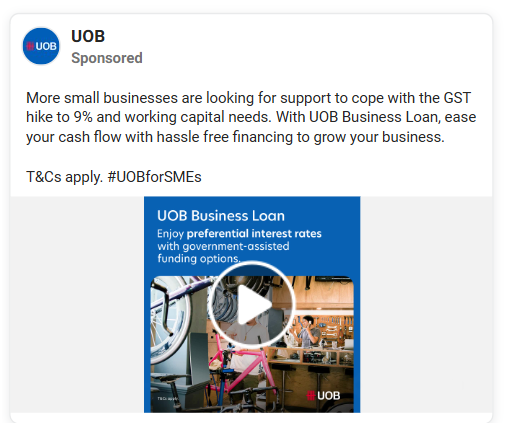 UOB
UOB
Sponsored
More small businesses are looking for support to cope with the GST
hike to 9% and working capital needs. With UOB Business Loan, ease
your cash flow with hassle free financing to grow your business.
T&Cs apply. #UOBforSMEs
UOB Business Loan
Enjoy preferential interest rates
with government-assisted
funding options.
T&Cs apply.
UOB